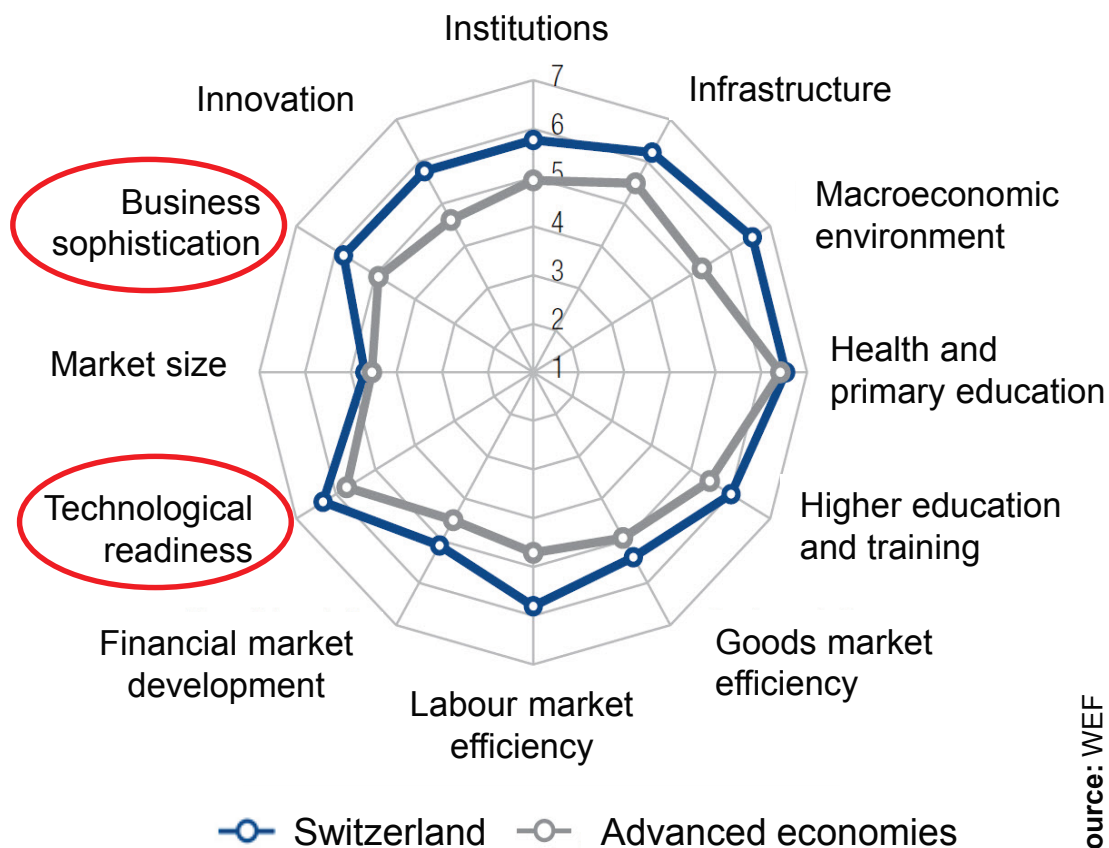 Institutions
Innovation
Infrastructure
Business
sophistication
Macroeconomic
environment
Market size
Health and
primary education
Technological
readiness
Higher education
and training
Financial market
development
Goods market
efficiency
Labour market
efficiency
7
6
5
4
3
2
1
Switzerland
Advanced economies
ource: WEF